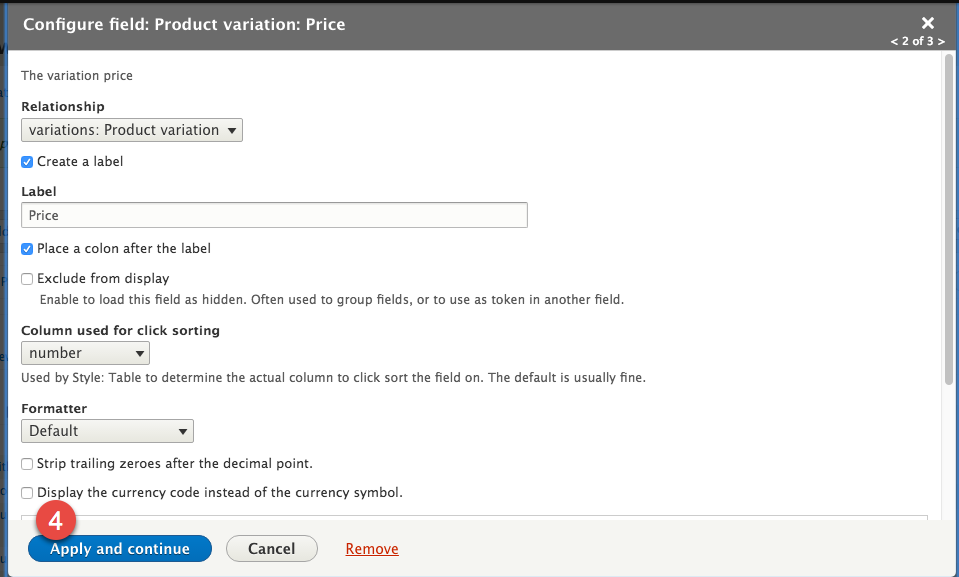 Configure field: Product variation: Price
< 2 of 3 >
The variation price
Relationship
variations: Product variation
Create a label
Label
Price
Place a colon after the label
Exclude from display
Enable to load this field as hidden. Often used to group fields, or to use as token in another field.
Column used for click sorting
number
Used by Style: Table to determine the actual column to click sort the field on. The default is usually fine.
Formatter
Default
Strip trailing zeroes after the decimal point.
Display the currency code instead of the currency symbol.
4
Apply and continue Cancel Remove